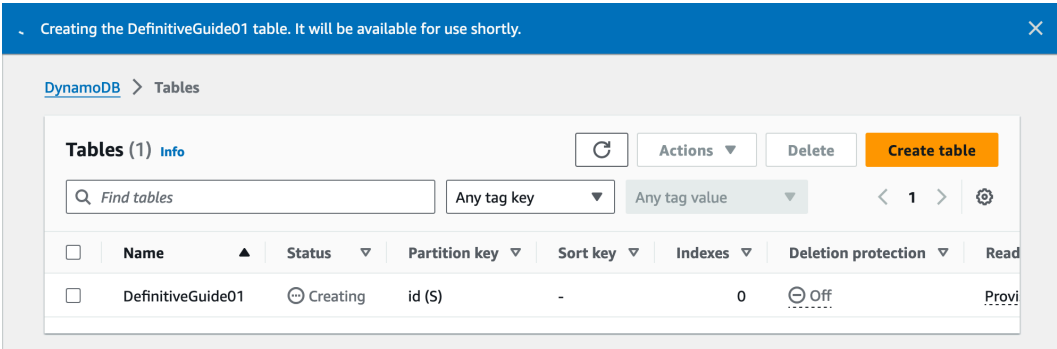 Creating the DefinitiveGuide01 table. It will be available for use shortly.
DynamoDB > Tables
Tables (1) Info
Actions
Delete
Create table
Find tables
Any tag key
Any tag value
1
Name Status Partition key Sort key Indexes Deletion protection Read
DefinitiveGuide01 Creating id (S) - 0 Off Provi